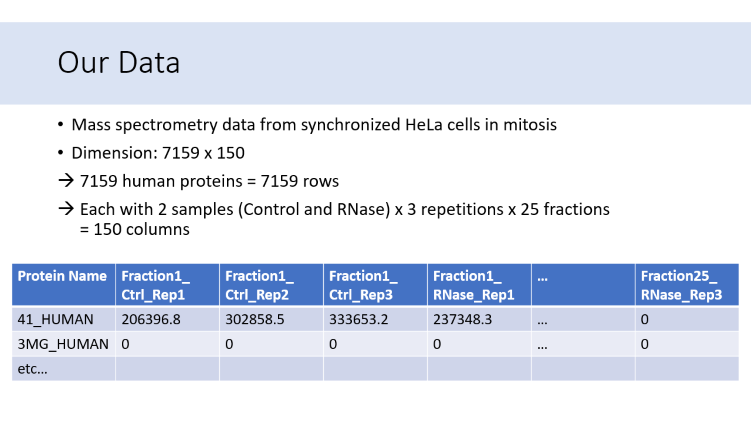 Our Data
• Mass spectrometry data from synchronized HeLa cells in mitosis
• Dimension: 7159 x 150
→ 7159 human proteins = 7159 rows
→ Each with 2 samples (Control and RNase) x 3 repetitions x 25 fractions
= 150 columns
Protein Name Fraction1_ Fraction1_ Fraction1_ Fraction1_ ... Fraction25_
Ctrl_Rep1 Ctrl_Rep2 Ctrl_Rep3 RNase_Rep1 RNase_Rep3
41_HUMAN 206396.8 302858.5 333653.2 237348.3 ... 0
3MG_HUMAN 0 0 0 0 ... 0
etc...